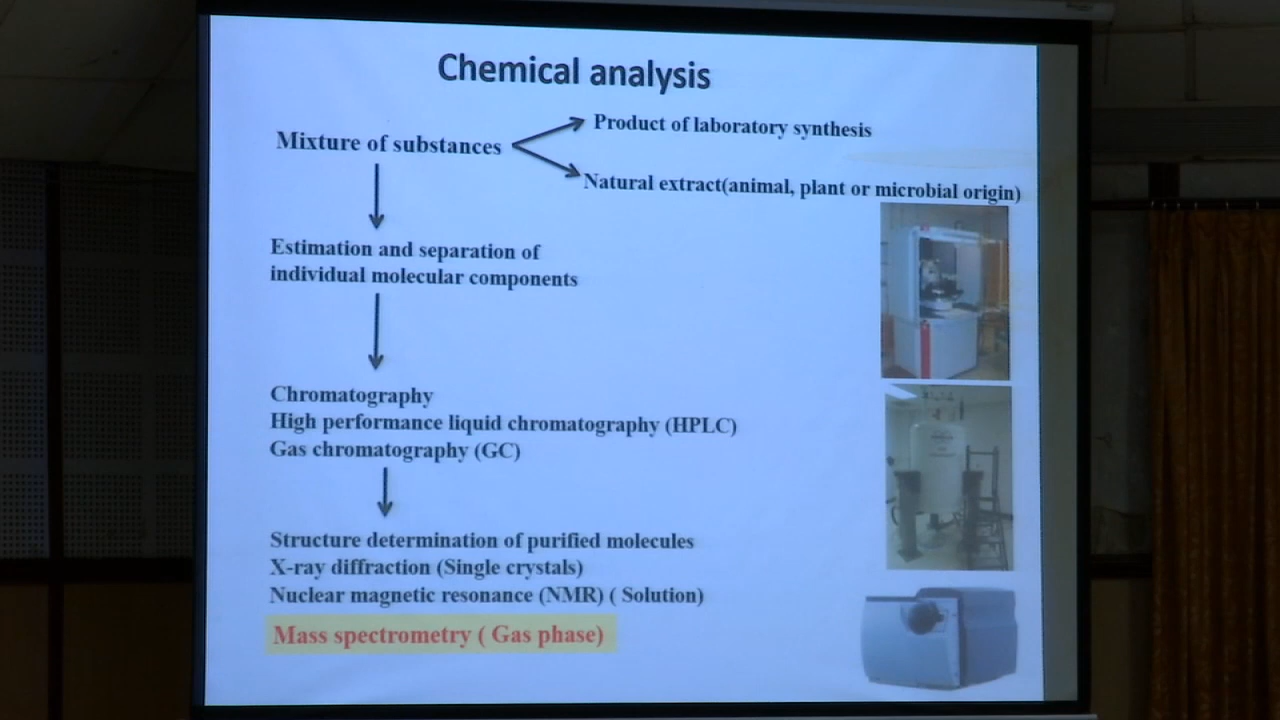 Chemical analysis
Mixture of substances
Product of laboratory synthesis
Natural extract(animal, plant or microbial origin)
Estimation and separation of
individual molecular components
Chromatography
High performance liquid chromatography (HPLC)
Gas chromatography (GC)
Structure determination of purified molecules
X-ray diffraction (Single crystals)
Nuclear magnetic resonance (NMR) ( Solution)
Mass spectrometry ( Gas phase)